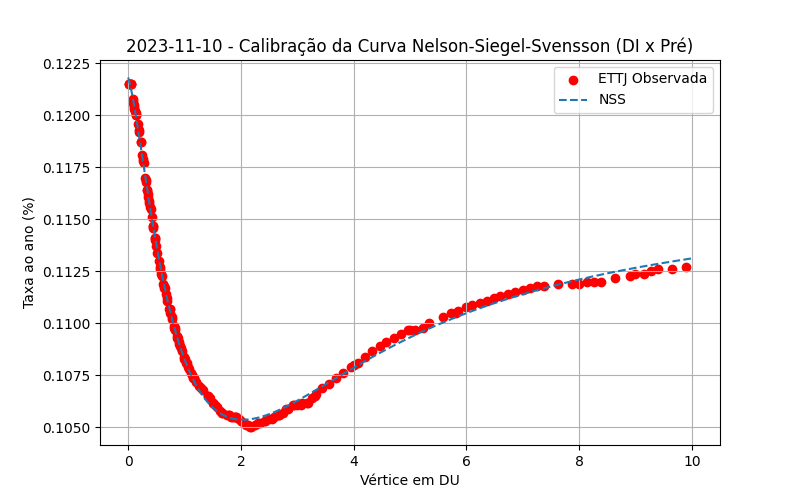 2023-11-10 - Calibração da Curva Nelson-Siegel-Svensson (DI x Pré)
ETTJ Observada
NSS
Taxa ao ano (%)
0.1225
0.1200
0.1175
0.1150
0.1125
0.1100
0.1075
0.1050
0 2 4 6 8 10
Vértice em DU